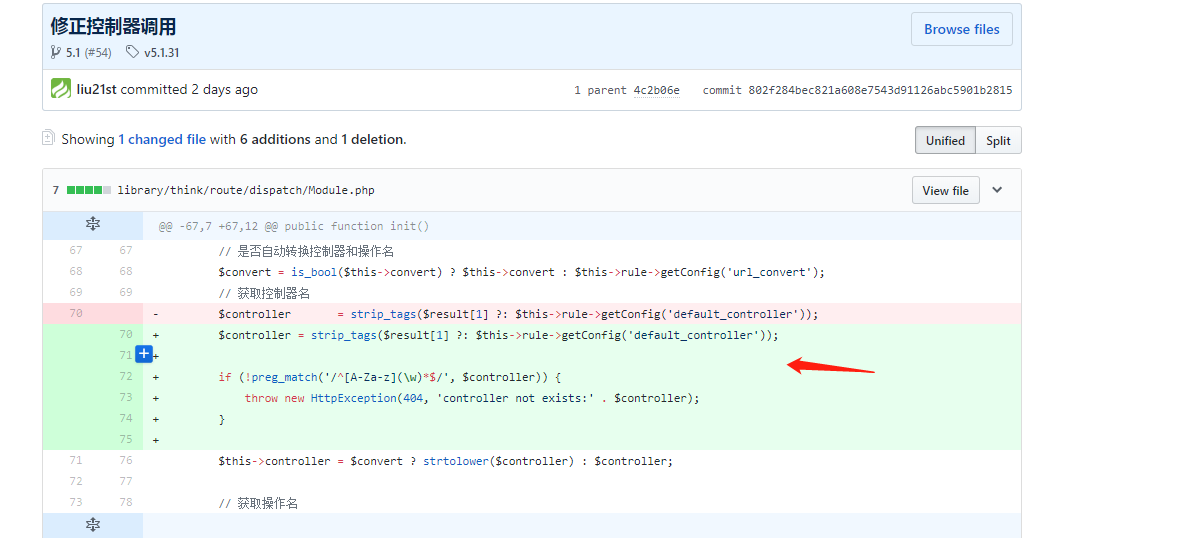 修正控制器调用
5.1 (#54) v5.1.31
Browse files
liu21st committed 2 days ago
1 parent 4c2b06e commit 802f284bec821a608e7543d91126abc5901b2815
Showing 1 changed file with 6 additions and 1 deletion.
Unified Split
7 library/think/route/dispatch/Module.php
View file
@@ -67,7 +67,12 @@ public function init()
67 67 // 是否自动转换控制器和操作名
68 68 $convert = is_bool($this->convert) ? $this->convert : $this->rule->getConfig('url_convert');
69 69 // 获取控制器名
70 - $controller = strip_tags($result[1] ?: $this->rule->getConfig('default_controller'));
70 + $controller = strip_tags($result[1] ?: $this->rule->getConfig('default_controller'));
71 +
72 + if (!preg_match('/^[A-Za-z](\w)*$/', $controller)) {
73 + throw new HttpException(404, 'controller not exists:' . $controller);
74 + }
75 +
71 76 $this->controller = $convert ? strtolower($controller) : $controller;
72 77
73 78 // 获取操作名